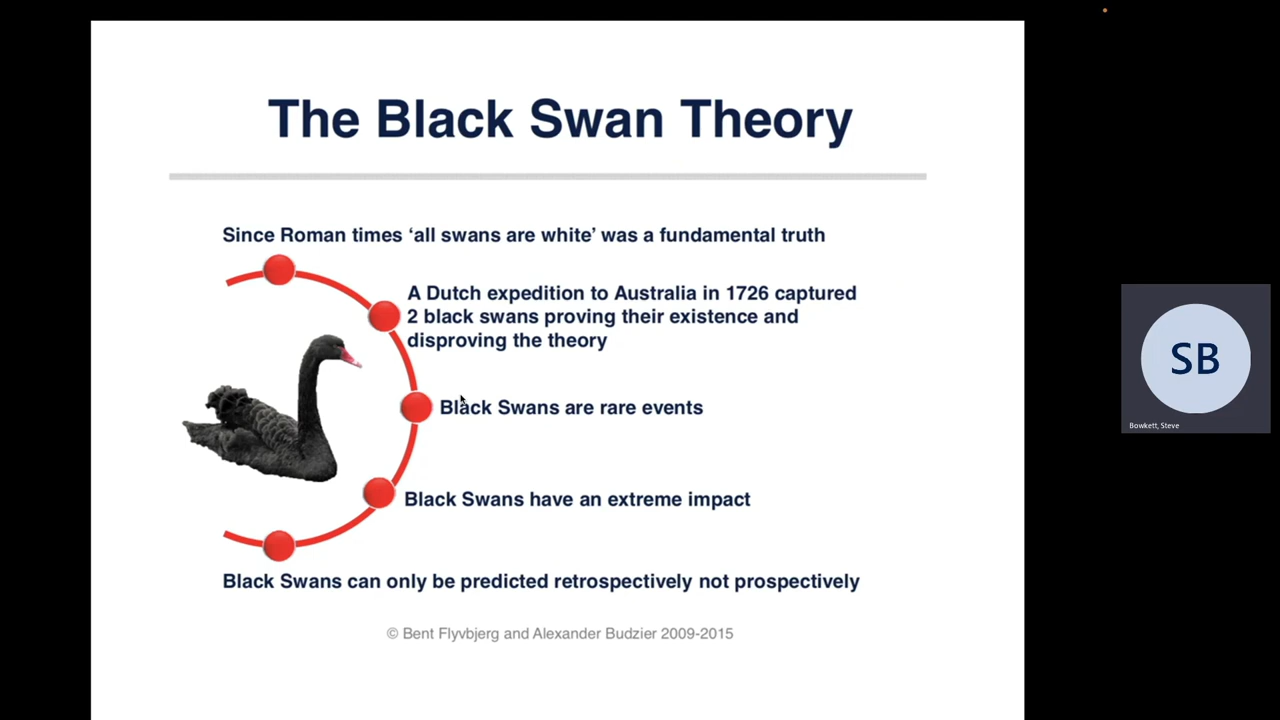 The Black Swan Theory
Since Roman times ‘all swans are white’ was a fundamental truth
A Dutch expedition to Australia in 1726 captured
2 black swans proving their existence and
disproving the theory
Black Swans are rare events
Black Swans have an extreme impact
Black Swans can only be predicted retrospectively not prospectively
© Bent Flyvbjerg and Alexander Budzier 2009-2015
SB
Bowkett, Steve